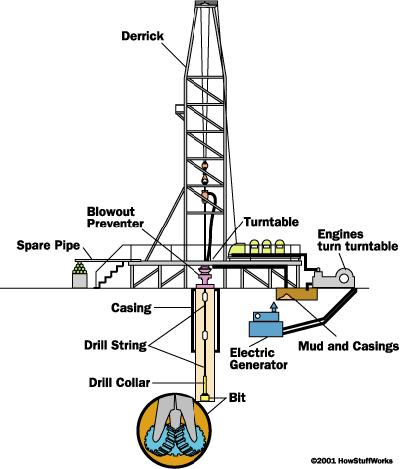 Derrick
Blowout
Preventer
Turntable
Engines
turn turntable
Spare Pipe
Casing
Drill String
Electric
Generator
Mud and Casings
Drill Collar
Bit
©2001 HowStuffWorks